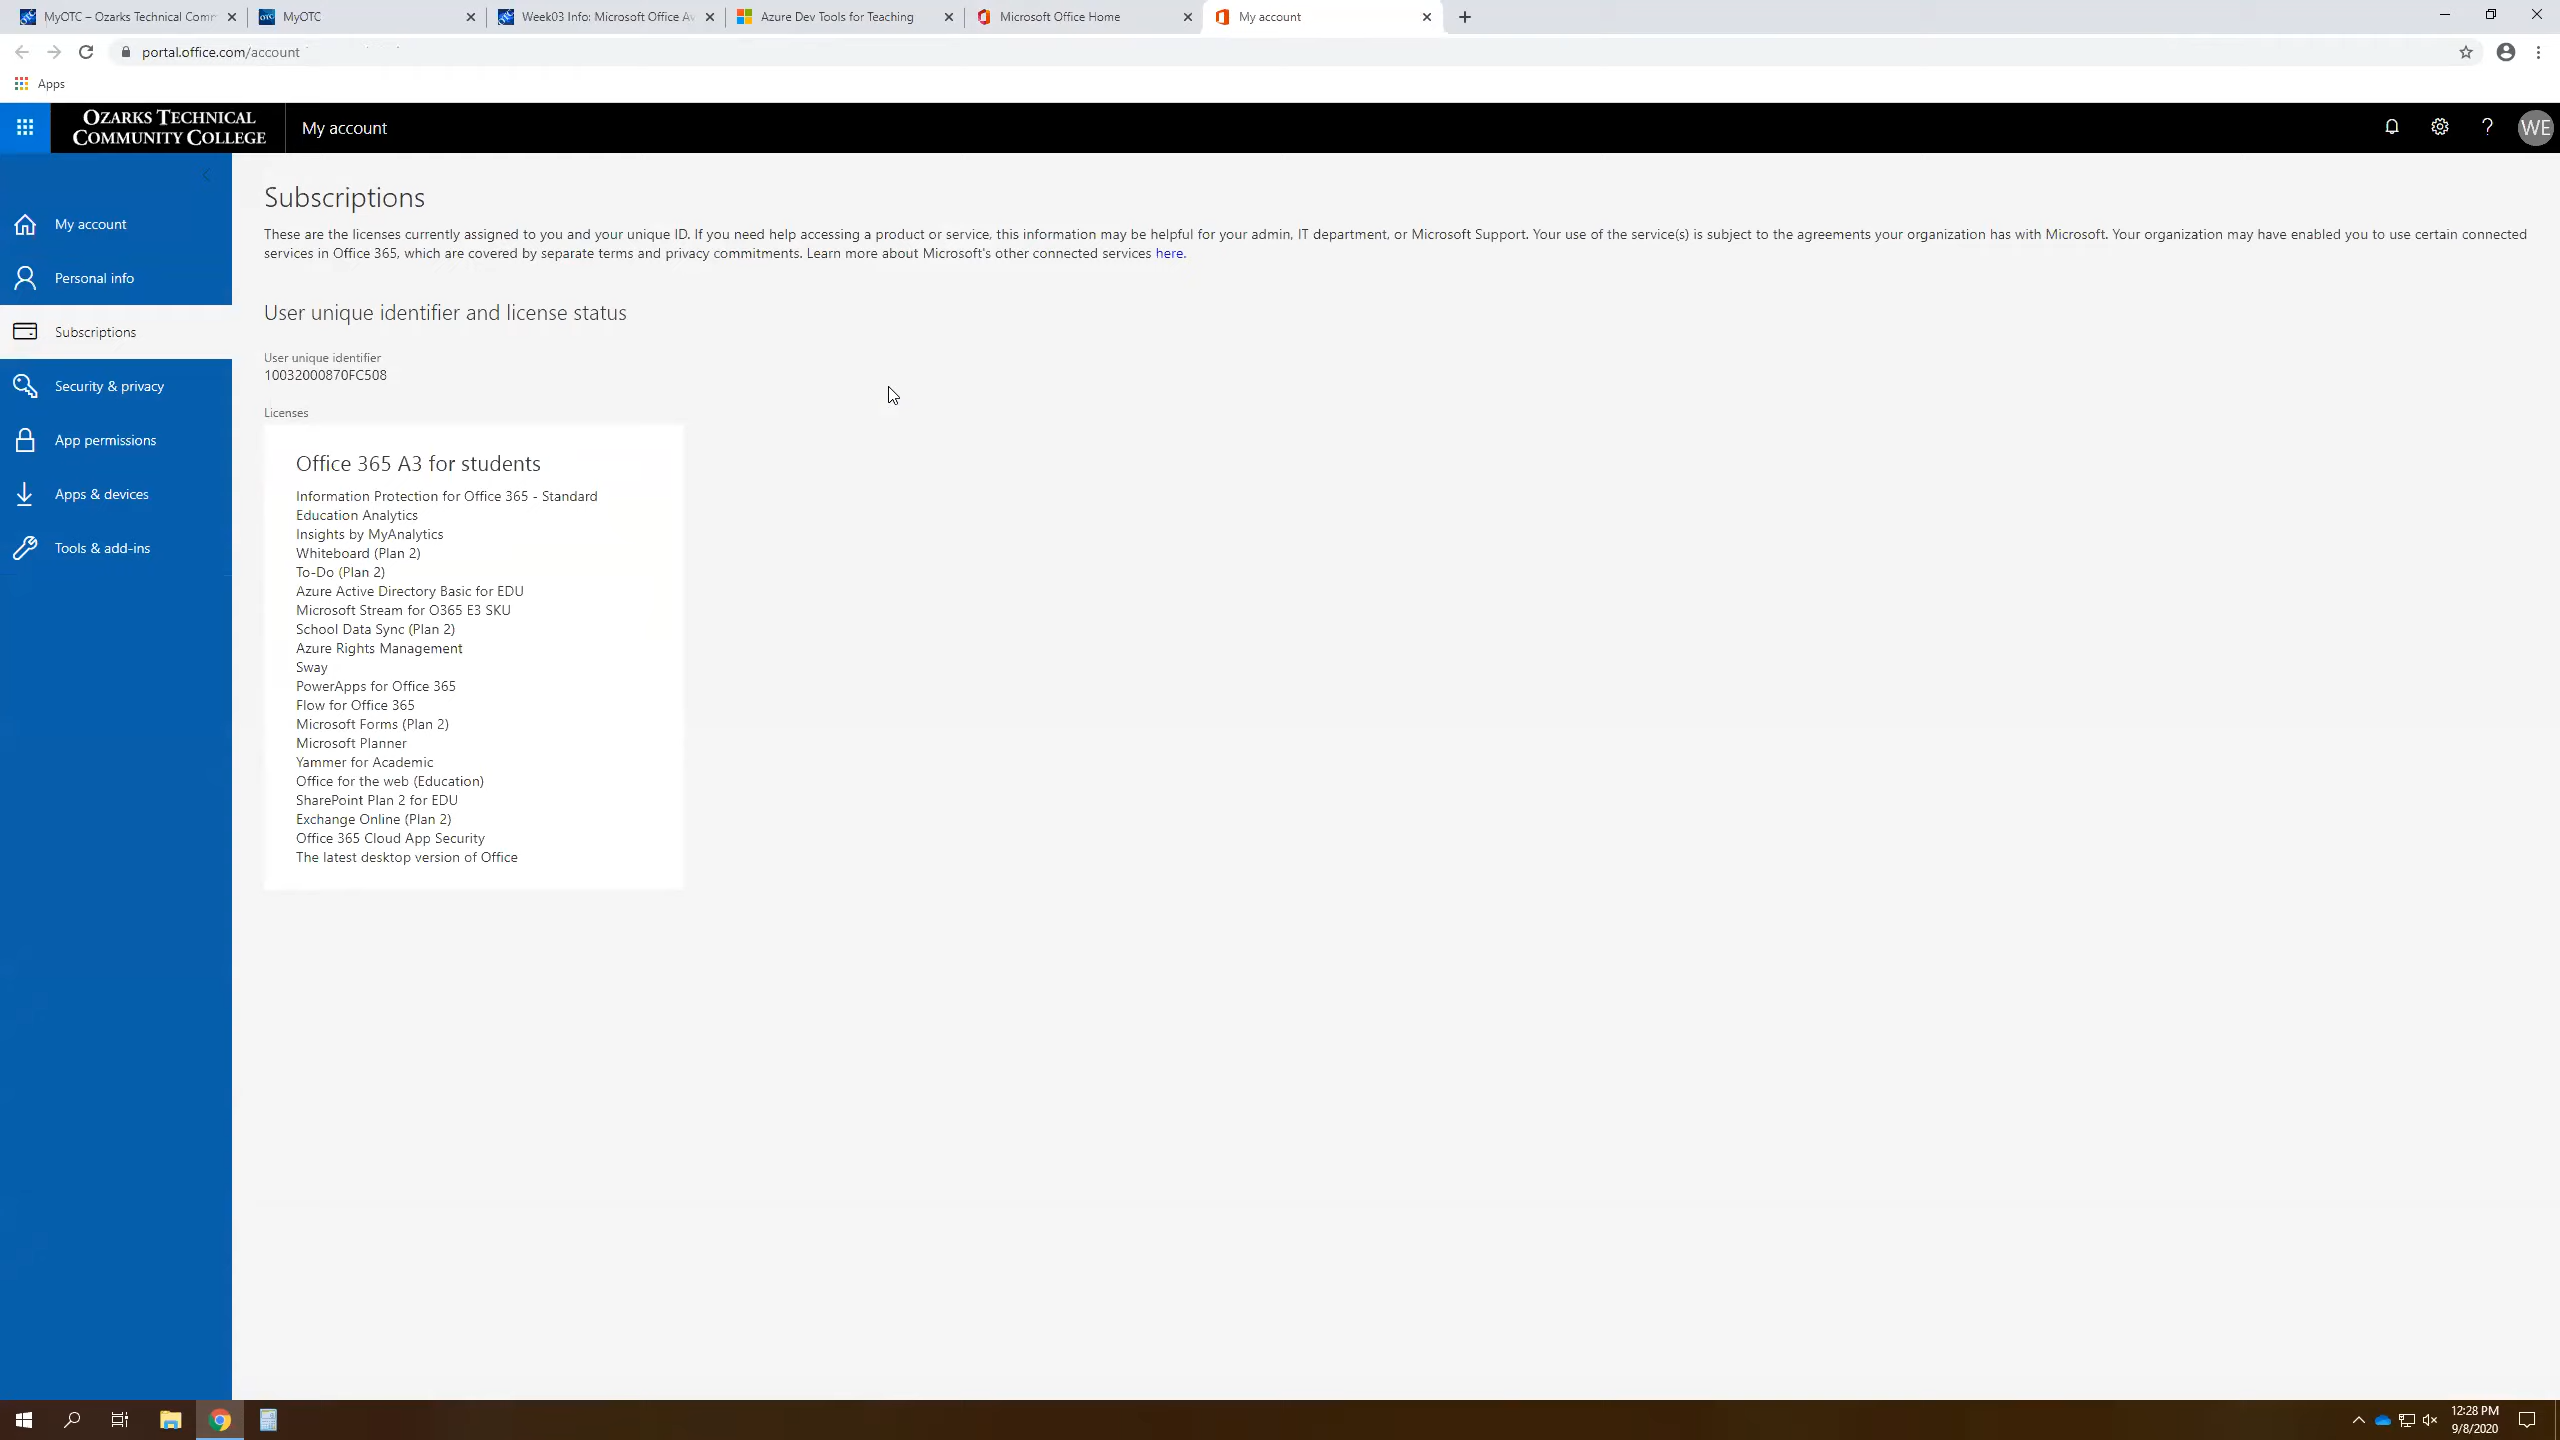 MyOTC – Ozarks Technical Comm
MyOTC
Week03 Info: Microsoft Office Av
Azure Dev Tools for Teaching
Microsoft Office Home
My account
portal.office.com/account
Apps
OZARKS TECHNICAL
COMMUNITY COLLEGE
My account
?
WE
My account
Personal info
Subscriptions
Security & privacy
App permissions
Apps & devices
Tools & add-ins
Subscriptions
These are the licenses currently assigned to you and your unique ID. If you need help accessing a product or service, this information may be helpful for your admin, IT department, or Microsoft Support. Your use of the service(s) is subject to the agreements your organization has with Microsoft. Your organization may have enabled you to use certain connected
services in Office 365, which are covered by separate terms and privacy commitments. Learn more about Microsoft's other connected services here.
User unique identifier and license status
User unique identifier
10032000870FC508
Licenses
Office 365 A3 for students
Information Protection for Office 365 - Standard
Education Analytics
Insights by MyAnalytics
Whiteboard (Plan 2)
To-Do (Plan 2)
Azure Active Directory Basic for EDU
Microsoft Stream for O365 E3 SKU
School Data Sync (Plan 2)
Azure Rights Management
Sway
PowerApps for Office 365
Flow for Office 365
Microsoft Forms (Plan 2)
Microsoft Planner
Yammer for Academic
Office for the web (Education)
SharePoint Plan 2 for EDU
Exchange Online (Plan 2)
Office 365 Cloud App Security
The latest desktop version of Office
12:28 PM
9/8/2020